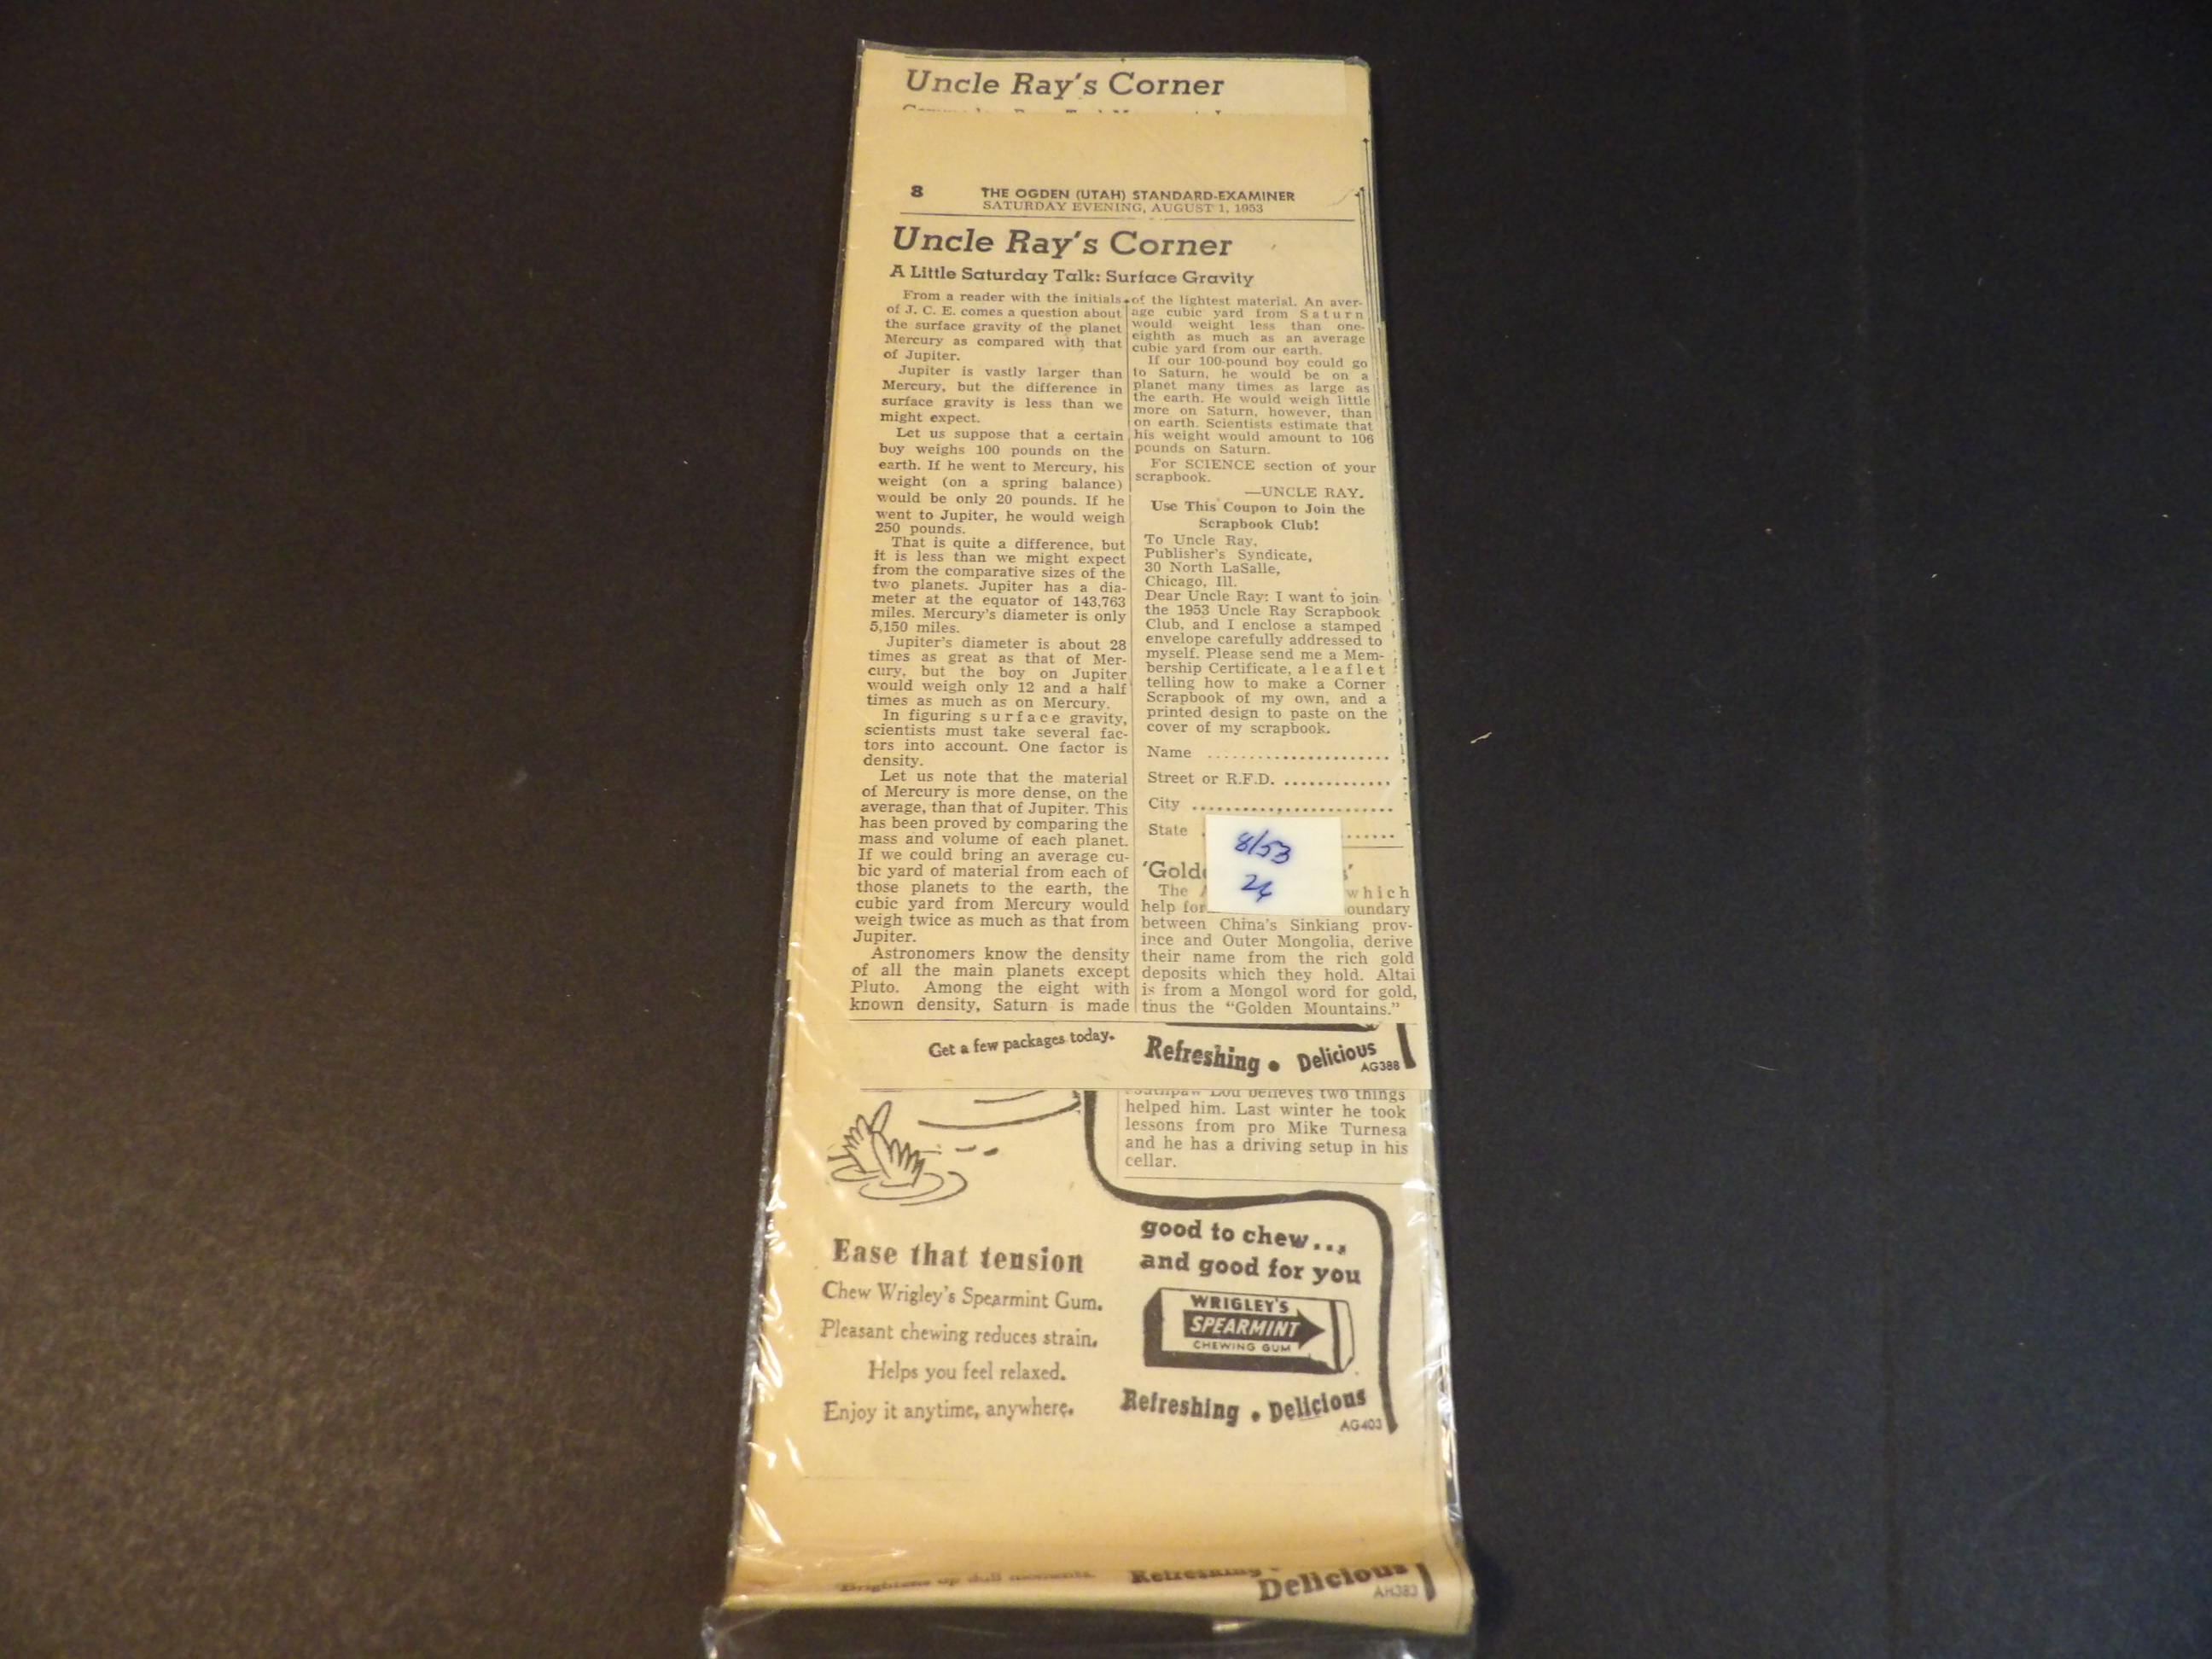 Uncle Ray's Corner
8 THE OGDEN (UTAH) STANDARD-EXAMINER
SATURDAY EVENING, AUGUST 1, 1953
Uncle Ray's Corner
A Little Saturday Talk: Surface Gravity
From a reader with the initials
of J. C. E. comes a question about
the surface gravity of the planet
Mercury as compared with that
of Jupiter.
Jupiter is vastly larger than
Mercury, but the difference in
surface gravity is less than we
might expect.
Let us suppose that a certain
boy weighs 100 pounds on the
earth. If he went to Mercury, his
weight (on a spring balance)
would be only 20 pounds. If he
went to Jupiter, he would weigh
250 pounds.
That is quite a difference, but
it is less than we might expect
from the comparative sizes of the
two planets. Jupiter has a dia-
meter at the equator of 143,763
miles. Mercury's diameter is only
5,150 miles.
Jupiter's diameter is about 28
times as great as that of Mer-
cury, but the boy on Jupiter
would weigh only 12 and a half
times as much as on Mercury.
In figuring surface gravity,
scientists must take several fac-
tors into account. One factor is
density.
Let us note that the material
of Mercury is more dense, on the
average, than that of Jupiter. This
has been proved by comparing the
mass and volume of each planet.
If we could bring an average cu-
bic yard of material from each of
those planets to the earth, the
cubic yard from Mercury would
weigh twice as much as that from
Jupiter.
Astronomers know the density
of all the main planets except
Pluto. Among the eight with
known density, Saturn is made
of the lightest material. An aver-
age cubic yard from Saturn
would weight less than one-
eighth as much as an average
cubic yard from our earth.
If our 100-pound boy could go
to Saturn, he would be on a
planet many times as large as
the earth. He would weigh little
more on Saturn, however, than
on earth. Scientists estimate that
his weight would amount to 106
pounds on Saturn.
For SCIENCE section of your
scrapbook.
—UNCLE RAY.
Use This Coupon to Join the
Scrapbook Club!
To Uncle Ray,
Publisher's Syndicate,
30 North LaSalle,
Chicago, Ill.
Dear Uncle Ray: I want to join
the 1953 Uncle Ray Scrapbook
Club, and I enclose a stamped
envelope carefully addressed to
myself. Please send me a Mem-
bership Certificate, a leaflet
telling how to make a Corner
Scrapbook of my own, and a
printed design to paste on the
cover of my scrapbook.
Name ........................
Street or R.F.D. .............
City ..........................
State
8/53
24
'Gold
The which
help for oundary
between China's Sinkiang prov-
ince and Outer Mongolia, derive
their name from the rich gold
deposits which they hold. Altai
is from a Mongol word for gold,
thus the "Golden Mountains."
Get a few packages today.
Refreshing • Delicious
AG388
Lou believes two things
helped him. Last winter he took
lessons from pro Mike Turnesa
and he has a driving setup in his
cellar.
Ease that tension
Chew Wrigley's Spearmint Gum.
Pleasant chewing reduces strain.
Helps you feel relaxed.
Enjoy it anytime, anywhere.
good to chew...
and good for you
WRIGLEY'S
SPEARMINT
CHEWING GUM
Refreshing • Delicious
AG403
Brightens up dull moments.
Refreshing •
Delicious
AH383